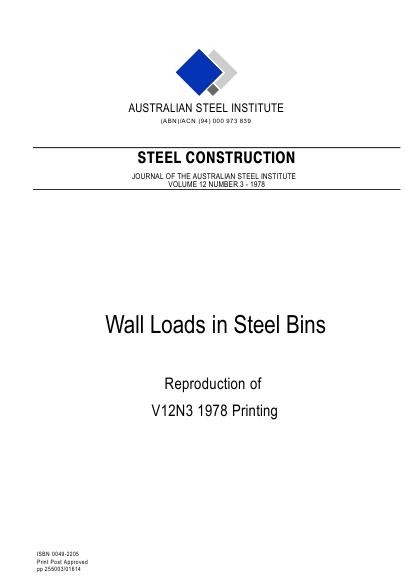 AUSTRALIAN STEEL INSTITUTE
(ABN)/ACN (94) 000 973 839
STEEL CONSTRUCTION
JOURNAL OF THE AUSTRALIAN STEEL INSTITUTE
VOLUME 12 NUMBER 3 - 1978
Wall Loads in Steel Bins
Reproduction of
V12N3 1978 Printing
ISBN 0049-2205
Print Post Approved
pp 255003/01614